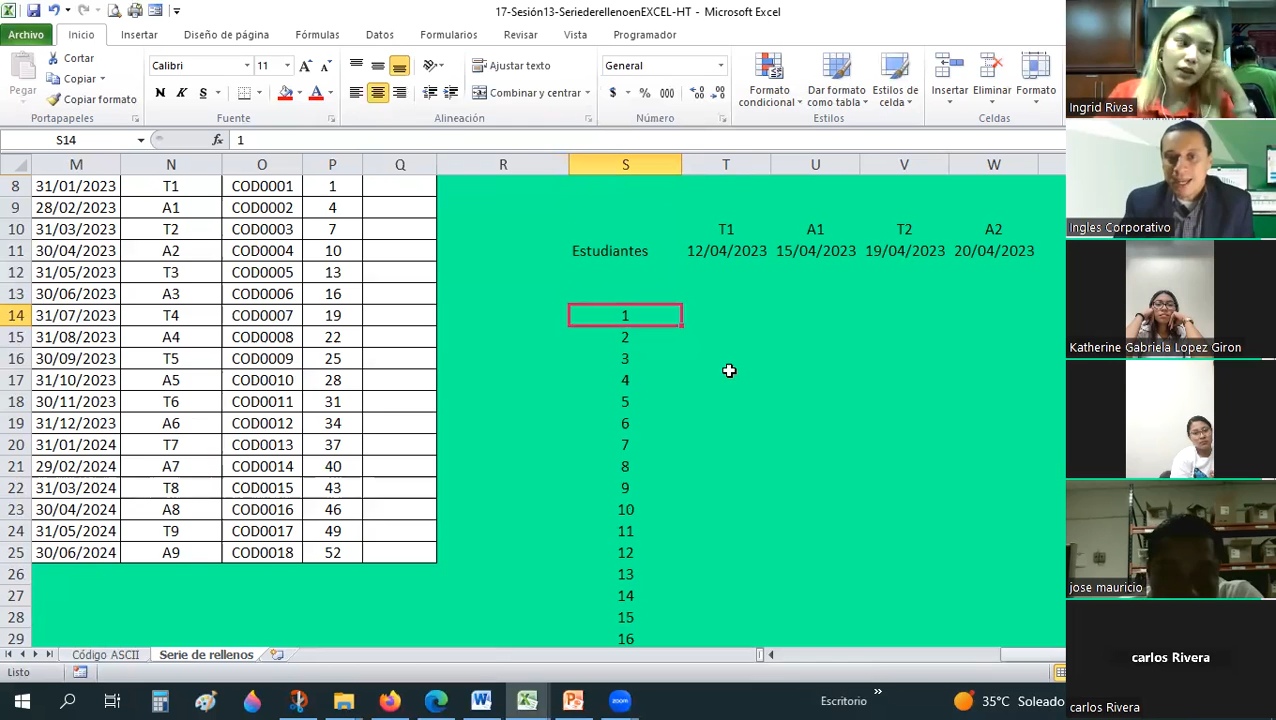 17-Sesión13-SeriederellenoenEXCEL-HT - Microsoft Excel
Archivo Inicio Insertar Diseño de página Fórmulas Datos Formularios Revisar Vista Programador
Pegar
Cortar
Copiar
Copiar formato
Portapapeles
Calibri 11
N K S
Fuente
Ajustar texto
Combinar y centrar
Alineación
General
$ % 000
Número
Formato condicional
Dar formato como tabla
Estilos de celda
Estilos
Insertar Eliminar Formato
Celdas
S14 fx 1
M N O P Q R S T U V W
8 31/01/2023 T1 COD0001 1
9 28/02/2023 A1 COD0002 4
10 31/03/2023 T2 COD0003 7 T1 A1 T2 A2
11 30/04/2023 A2 COD0004 10 Estudiantes 12/04/2023 15/04/2023 19/04/2023 20/04/2023
12 31/05/2023 T3 COD0005 13
13 30/06/2023 A3 COD0006 16
14 31/07/2023 T4 COD0007 19 1
15 31/08/2023 A4 COD0008 22 2
16 30/09/2023 T5 COD0009 25 3
17 31/10/2023 A5 COD0010 28 4
18 30/11/2023 T6 COD0011 31 5
19 31/12/2023 A6 COD0012 34 6
20 31/01/2024 T7 COD0013 37 7
21 29/02/2024 A7 COD0014 40 8
22 31/03/2024 T8 COD0015 43 9
23 30/04/2024 A8 COD0016 46 10
24 31/05/2024 T9 COD0017 49 11
25 30/06/2024 A9 COD0018 52 12
26 13
27 14
28 15
29 16
Código ASCII Serie de rellenos
Listo
Escritorio » 35°C Soleado
zoom
Ingrid Rivas
Ingles Corporativo
Katherine Gabriela Lopez Giron
jose mauricio
carlos Rivera
carlos Rivera